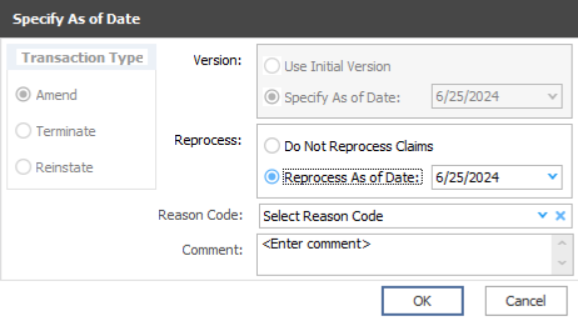 Specify As of Date
Transaction Type
Amend
Terminate
Reinstate
Version:
Use Initial Version
Specify As of Date: 6/25/2024
Reprocess:
Do Not Reprocess Claims
Reprocess As of Date: 6/25/2024
Reason Code: Select Reason Code
Comment: <Enter comment>
OK Cancel